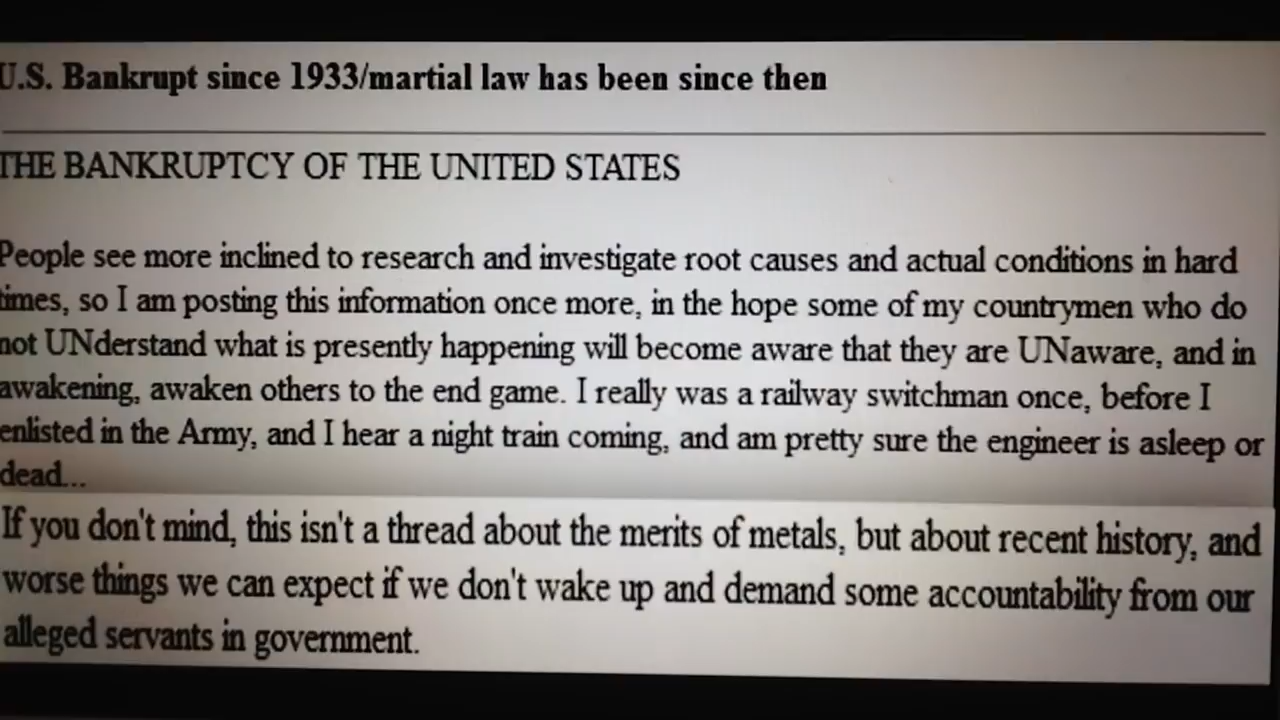 U.S. Bankrupt since 1933/martial law has been since then
THE BANKRUPTCY OF THE UNITED STATES
People see more inclined to research and investigate root causes and actual conditions in hard
times, so I am posting this information once more, in the hope some of my countrymen who do
not UNderstand what is presently happening will become aware that they are UNaware, and in
awakening, awaken others to the end game. I really was a railway switchman once, before I
enlisted in the Army, and I hear a night train coming, and am pretty sure the engineer is asleep or
dead...
If you don't mind, this isn't a thread about the merits of metals, but about recent history, and
worse things we can expect if we don't wake up and demand some accountability from our
alleged servants in government.